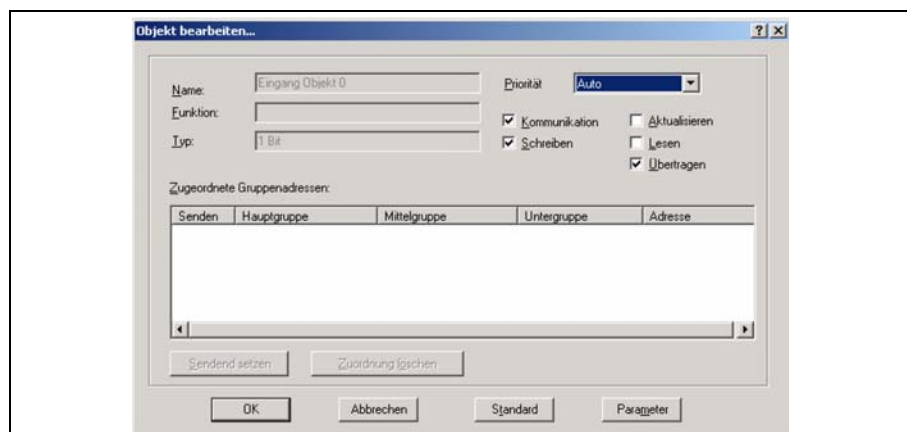 Objekt bearbeiten...
Name: Eingang Objekt 0
Funktion:
Typ: 1 Bit
Priorität Auto
Kommunikation Aktualisieren
Schreiben Lesen
Übertragen
Zugeordnete Gruppenadressen:
Senden Hauptgruppe Mittelgruppe Untergruppe Adresse
Sendend setzen Zuordnung löschen
OK Abbrechen Standard Parameter